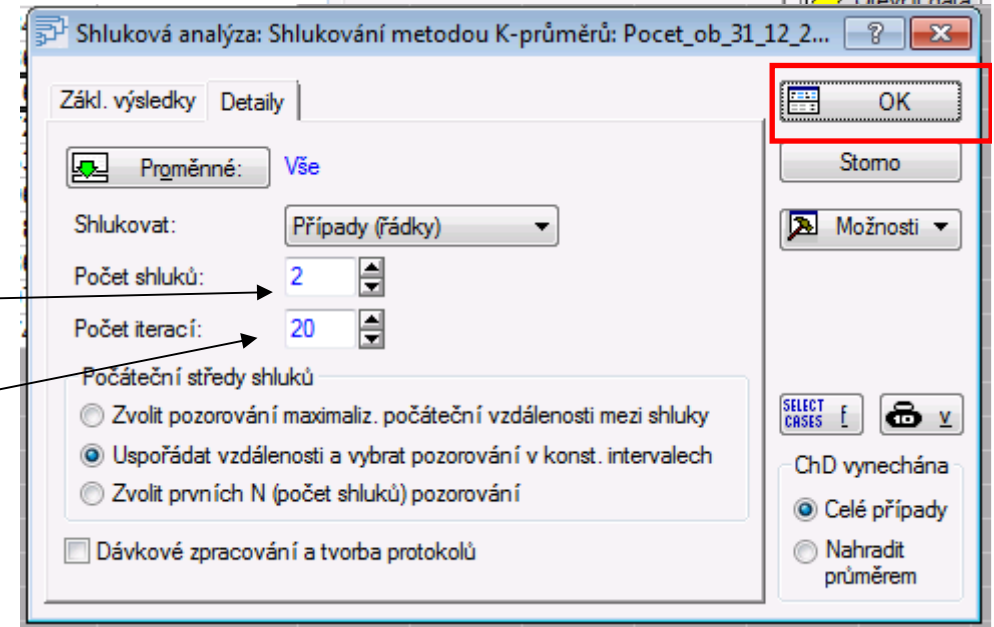 Otevřít data
Shluková analýza: Shlukování metodou K-průměrů: Pocet_ob_31_12_2...
Zákl. výsledky Detaily
OK
Proměnné: Vše
Storno
Shlukovat: Případy (řádky)
Možnosti
Počet shluků: 2
Počet iterací: 20
Počáteční středy shluků
Zvolit pozorování maximaliz. počáteční vzdálenosti mezi shluky
SELECT CASES f v
Uspořádat vzdálenosti a vybrat pozorování v konst. intervalech
ChD vynechána
Zvolit prvních N (počet shluků) pozorování
Celé případy
Dávkové zpracování a tvorba protokolů
Nahradit
průměrem